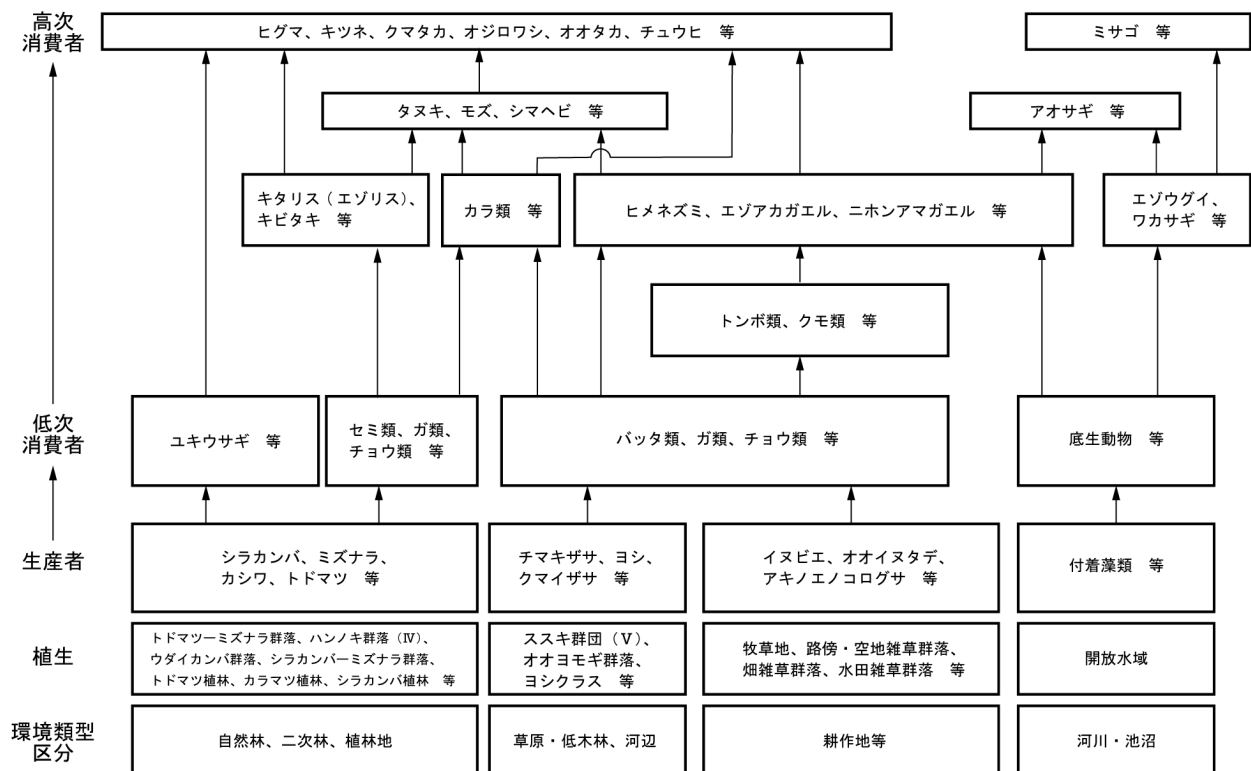 高次
消費者
ヒグマ、キツネ、クマタカ、オジロワシ、オオタカ、チュウヒ　等
ミサゴ　等
タヌキ、モズ、シマヘビ　等
アオサギ　等
キタリス（エゾリス）、
キビタキ　等
カラ類　等
ヒメネズミ、エゾアカガエル、ニホンアマガエル　等
エゾウグイ、
ワカサギ　等
トンボ類、クモ類　等
低次
消費者
ユキウサギ　等
セミ類、ガ類、
チョウ類　等
バッタ類、ガ類、チョウ類　等
底生動物　等
生産者
シラカンバ、ミズナラ、
カシワ、トドマツ　等
チマキザサ、ヨシ、
クマイザサ　等
イヌビエ、オオイヌタデ、
アキノエノコログサ　等
付着藻類　等
植生
トドマツーミズナラ群落、ハンノキ群落（Ⅳ）、
ウダイカンバ群落、シラカンバーミズナラ群落、
トドマツ植林、カラマツ植林、シラカンバ植林　等
ススキ群団（Ⅴ）、
オオヨモギ群落、
ヨシクラス　等
牧草地、路傍・空地雑草群落、
畑雑草群落、水田雑草群落　等
開放水域
環境類型
区分
自然林、二次林、植林地
草原・低木林、河辺
耕作地等
河川・池沼